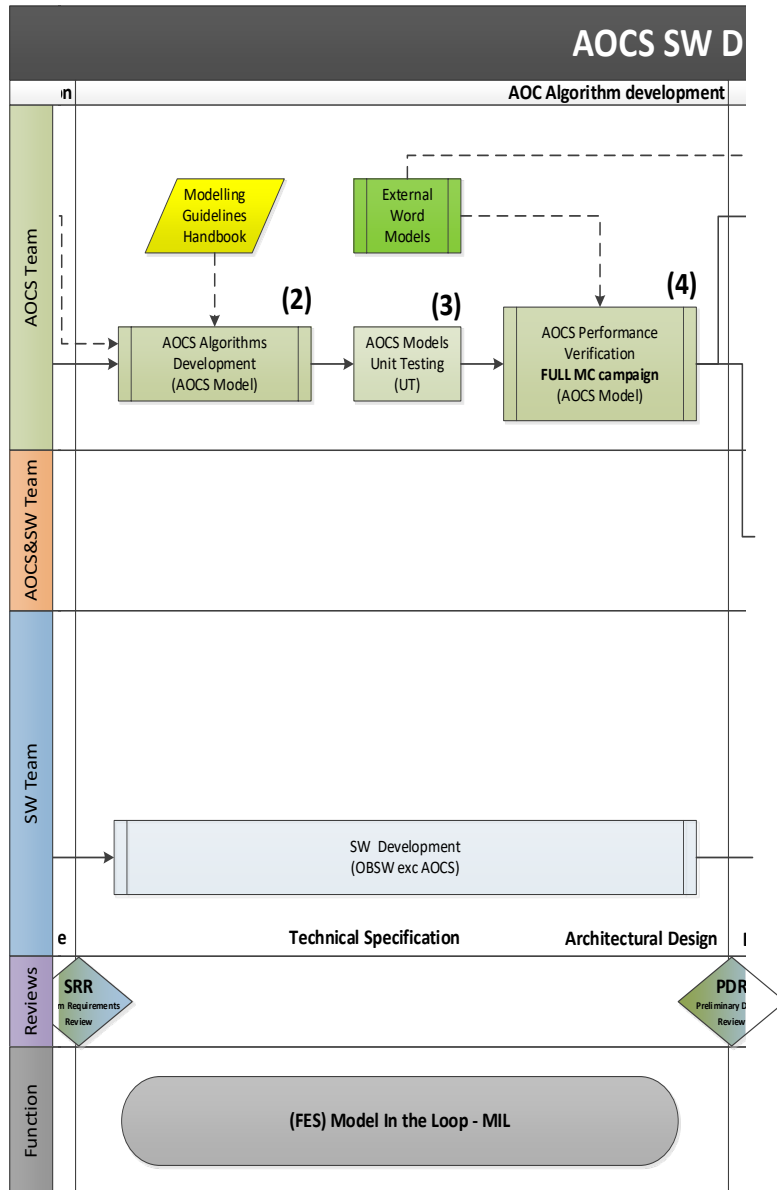 AOCS SW D
on
AOC Algorithm development
AOCS Team
Modelling
Guidelines
Handbook
External
Word
Models
(2)
(3)
(4)
AOCS Algorithms
Development
(AOCS Model)
AOCS Models
Unit Testing
(UT)
AOCS Performance
Verification
FULL MC campaign
(AOCS Model)
AOCS&SW Team
SW Team
SW Development
(OBSW exc AOCS)
e
Technical Specification
Architectural Design
Reviews
SRR
m Requirements
Review
PDR
Preliminary D
Review
Function
(FES) Model In the Loop - MIL